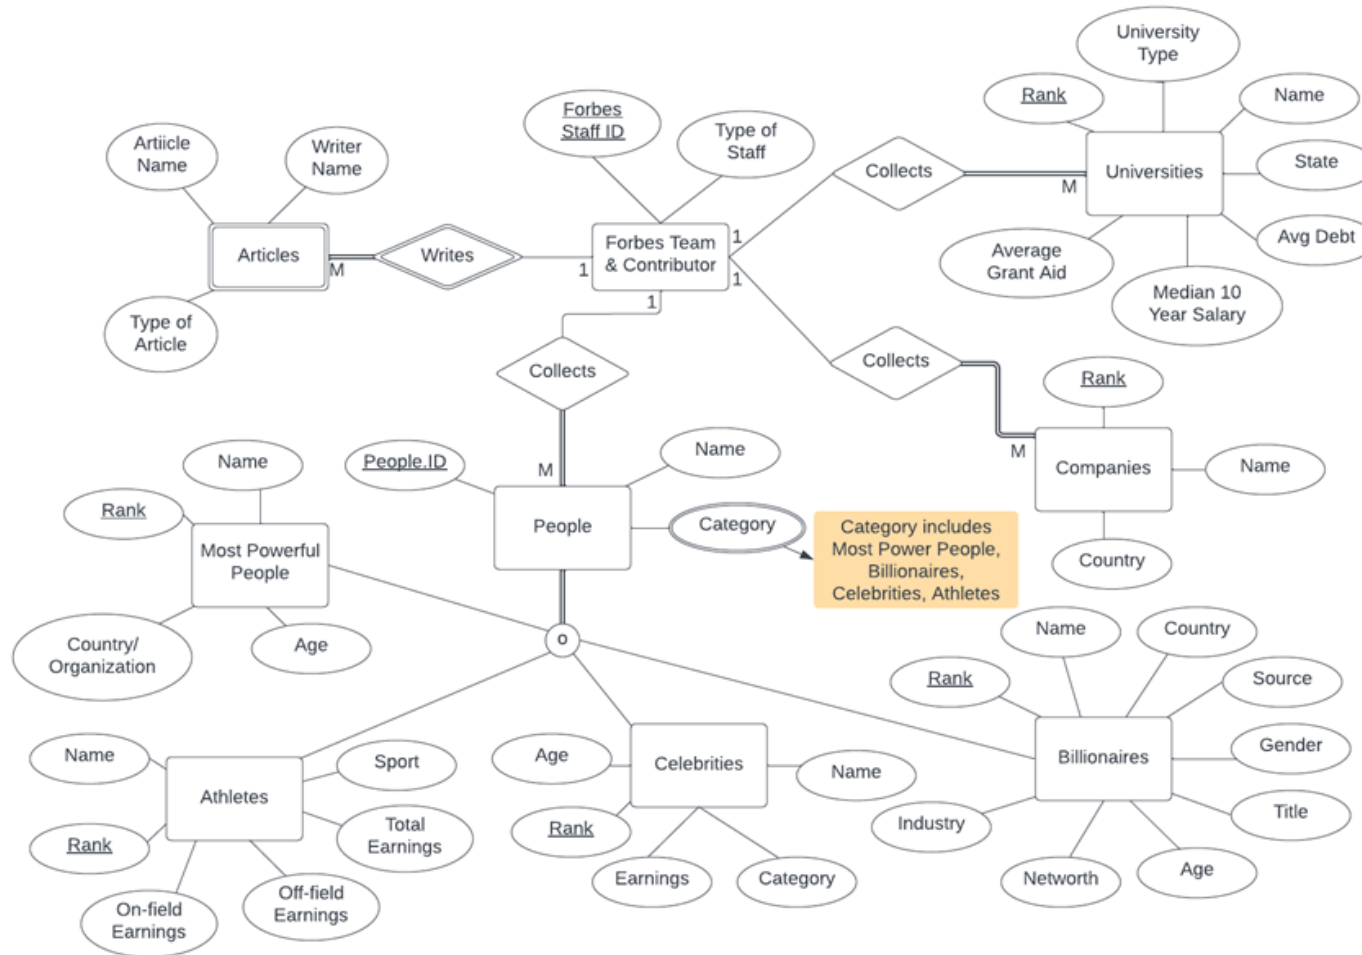 University
Type
Rank
Name
Forbes
Staff ID
Type of
Staff
Artiicle
Name
Writer
Name
Collects
State
M
Universities
Articles
M
Writes
1
Forbes Team
& Contributor
1
1
1
Average
Grant Aid
Avg Debt
Median 10
Year Salary
Type of
Article
Collects
Collects
Rank
M
Companies
Name
Country
Name
People.ID
M
Name
Rank
People
Category
Category includes
Most Power People,
Billionaires,
Celebrities, Athletes
Most Powerful
People
Country/
Organization
Age
o
Name
Country
Rank
Source
Name
Sport
Age
Celebrities
Name
Billionaires
Gender
Athletes
Rank
Total
Earnings
Rank
Industry
Title
On-field
Earnings
Off-field
Earnings
Earnings
Category
Networth
Age